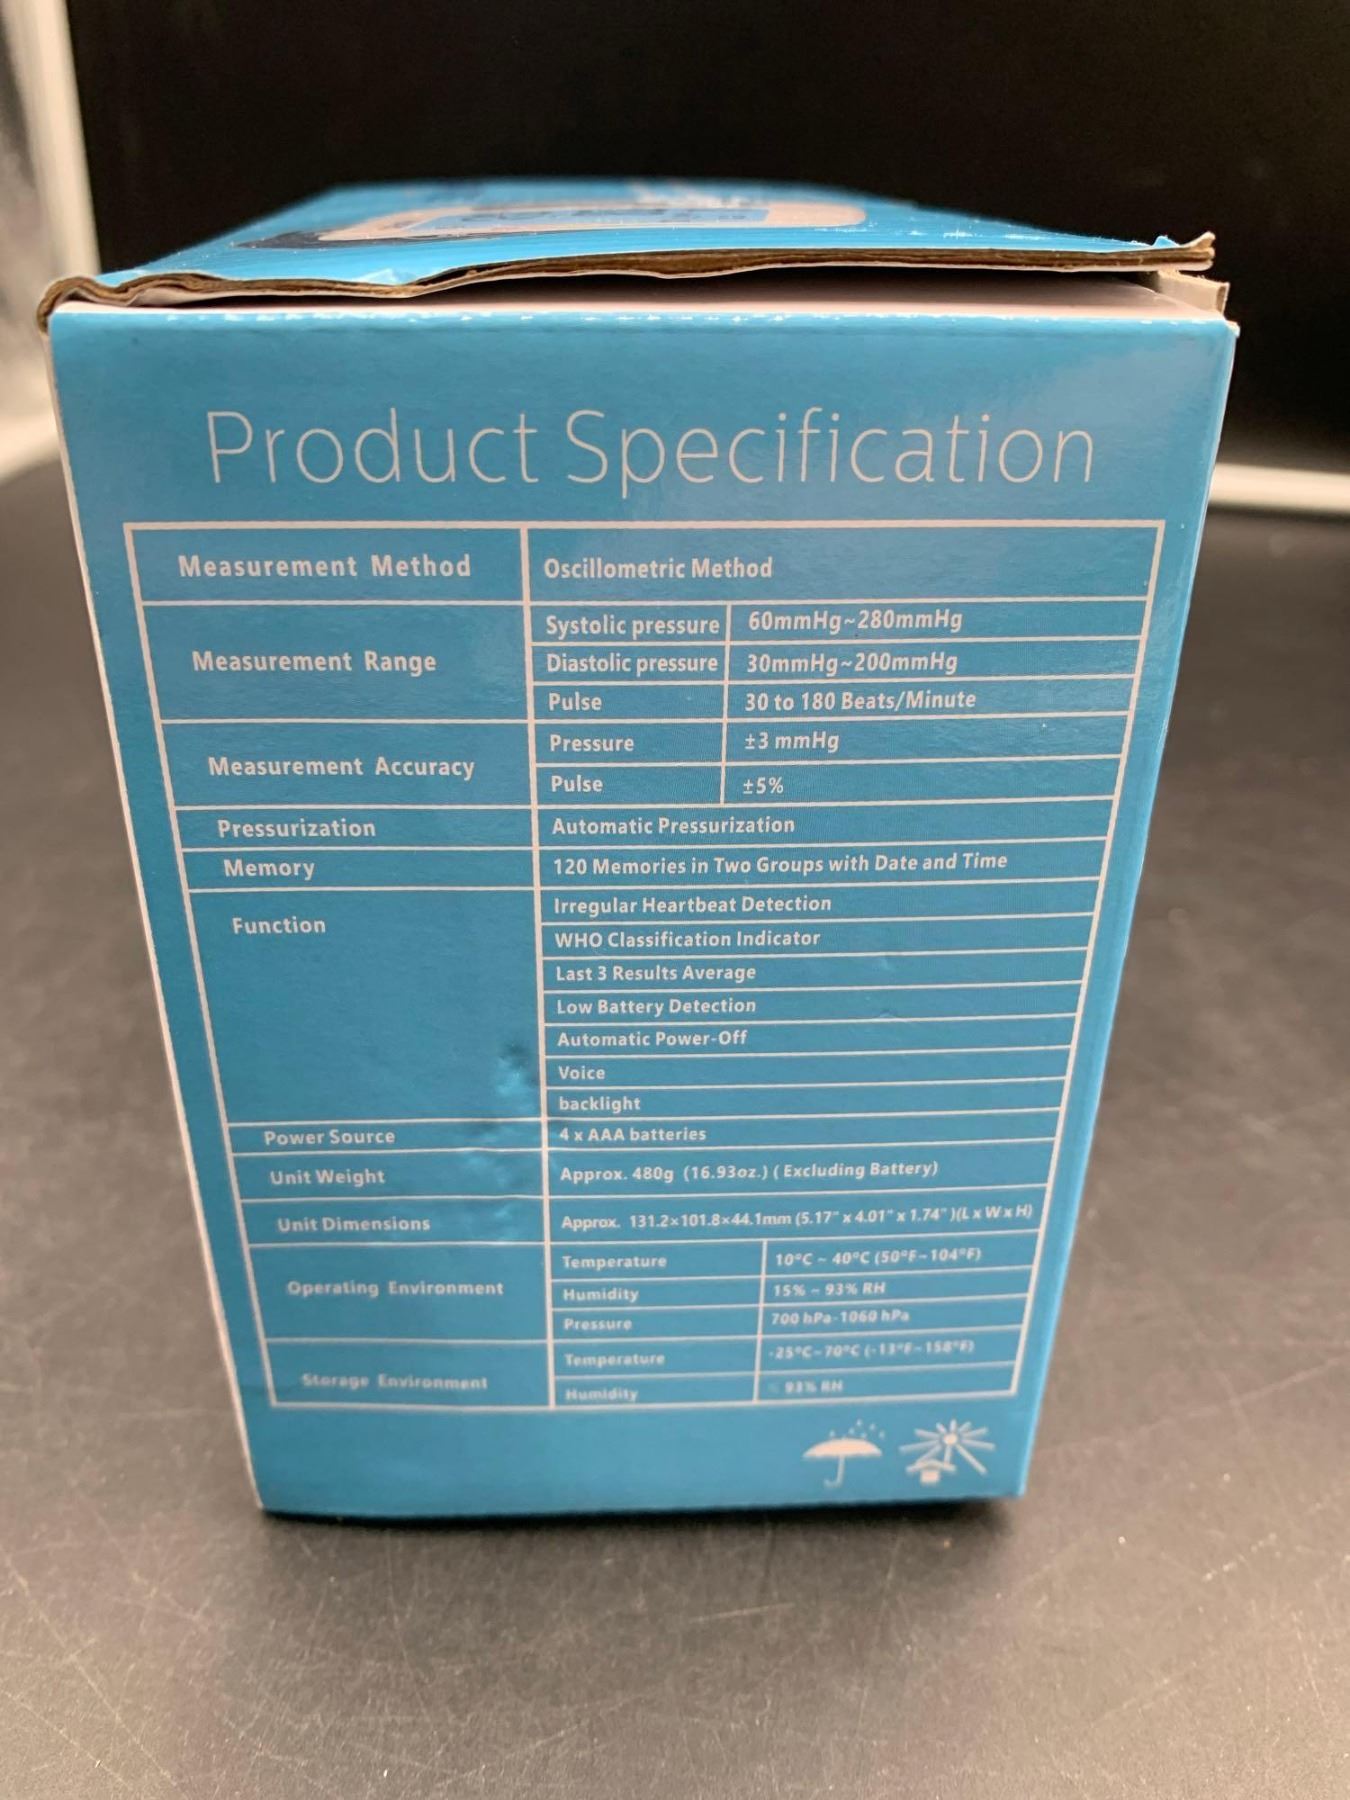 Product Specification
Measurement Method Oscillometric Method
Measurement Range Systolic pressure 60mmHg~280mmHg
Diastolic pressure 30mmHg~200mmHg
Pulse 30 to 180 Beats/Minute
Measurement Accuracy Pressure ±3 mmHg
Pulse ±5%
Pressurization Automatic Pressurization
Memory 120 Memories in Two Groups with Date and Time
Function Irregular Heartbeat Detection
WHO Classification Indicator
Last 3 Results Average
Low Battery Detection
Automatic Power-Off
Voice
backlight
Power Source 4 x AAA batteries
Unit Weight Approx. 480g (16.93oz.) ( Excluding Battery)
Unit Dimensions Approx. 131.2×101.8×44.1mm (5.17" x 4.01" x 1.74" )(L x W x H)
Operating Environment Temperature 10°C ~ 40°C (50°F~104°F)
Humidity 15% ~ 93% RH
Pressure 700 hPa-1060 hPa
Storage Environment Temperature -25°C~70°C (-13°F~158°F)
Humidity 93% RH